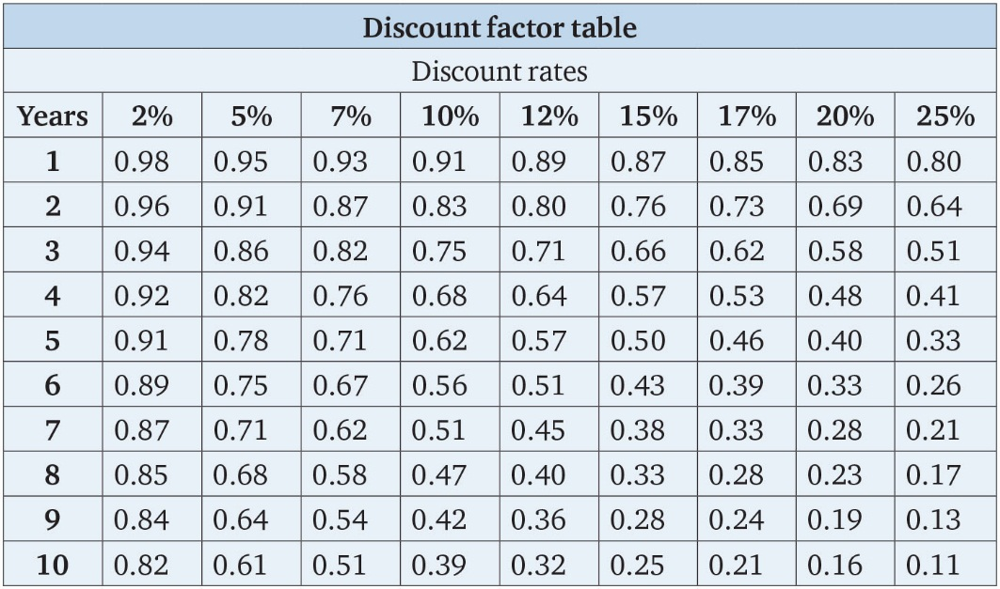 Discount factor table
Discount rates
Years 2% 5% 7% 10% 12% 15% 17% 20% 25%
1 0.98 0.95 0.93 0.91 0.89 0.87 0.85 0.83 0.80
2 0.96 0.91 0.87 0.83 0.80 0.76 0.73 0.69 0.64
3 0.94 0.86 0.82 0.75 0.71 0.66 0.62 0.58 0.51
4 0.92 0.82 0.76 0.68 0.64 0.57 0.53 0.48 0.41
5 0.91 0.78 0.71 0.62 0.57 0.50 0.46 0.40 0.33
6 0.89 0.75 0.67 0.56 0.51 0.43 0.39 0.33 0.26
7 0.87 0.71 0.62 0.51 0.45 0.38 0.33 0.28 0.21
8 0.85 0.68 0.58 0.47 0.40 0.33 0.28 0.23 0.17
9 0.84 0.64 0.54 0.42 0.36 0.28 0.24 0.19 0.13
10 0.82 0.61 0.51 0.39 0.32 0.25 0.21 0.16 0.11